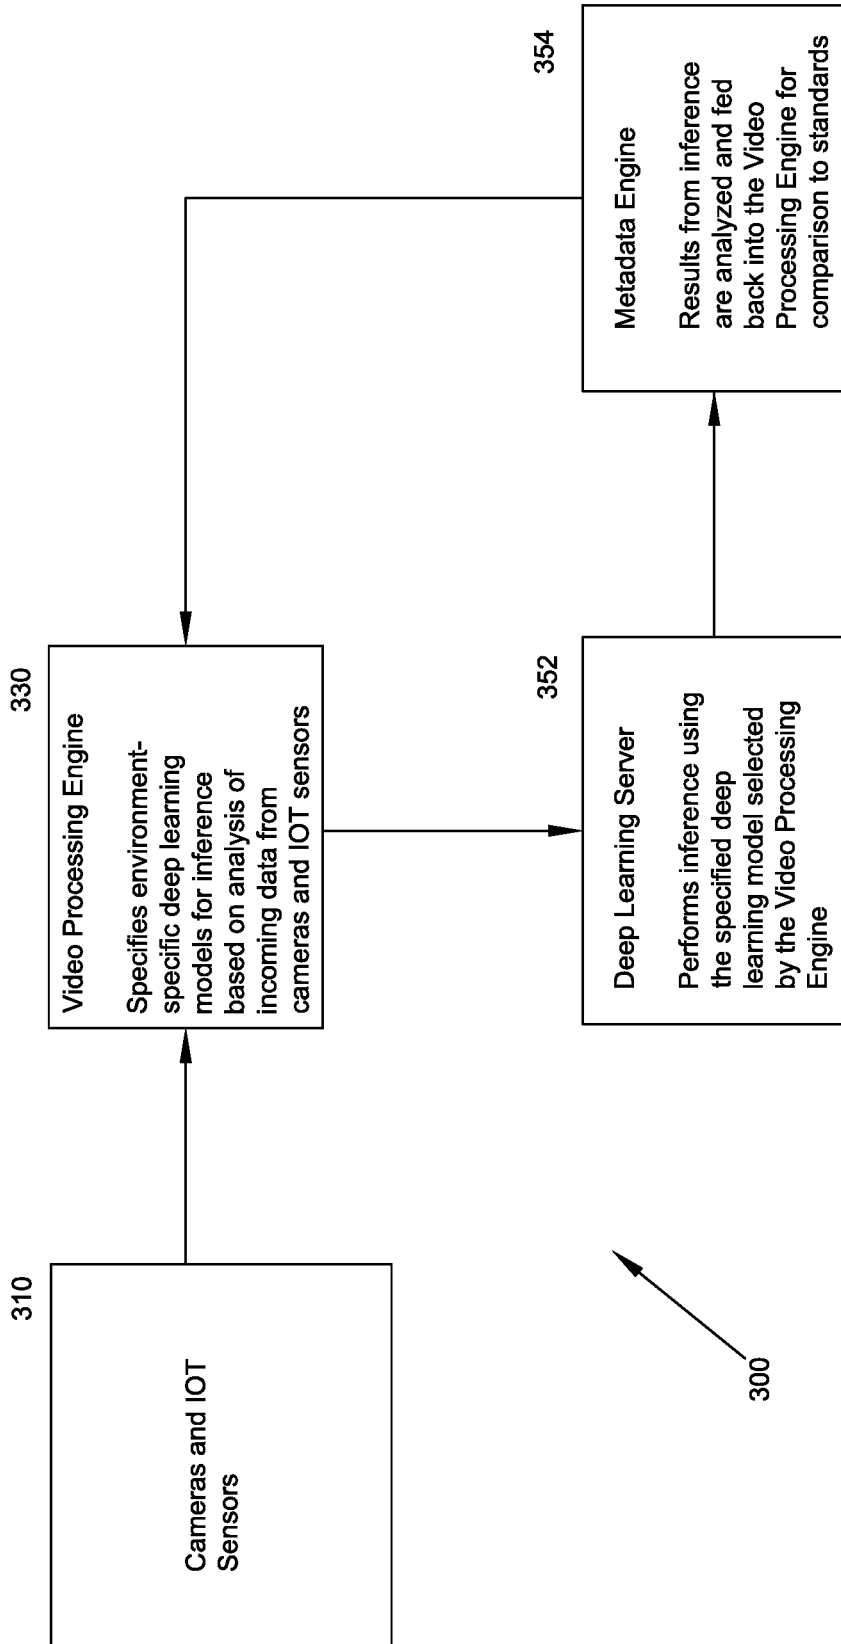 310
Cameras and IOT
Sensors
330
Video Processing Engine
Specifies environment-
specific deep learning
models for inference
based on analysis of
incoming data from
cameras and IOT sensors
352
Deep Learning Server
Performs inference using
the specified deep
learning model selected
by the Video Processing
Engine
354
Metadata Engine
Results from inference
are analyzed and fed
back into the Video
Processing Engine for
comparison to standards
300